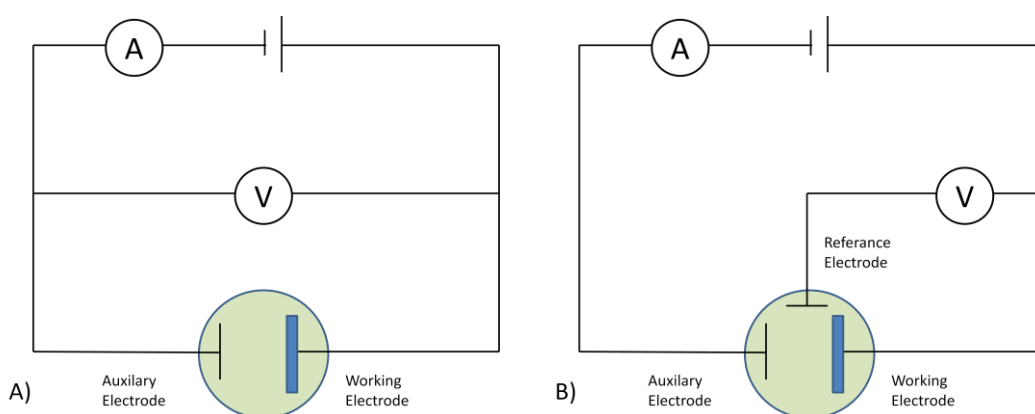 A
V
Auxilary
Electrode
Working
Electrode
A)
A
V
Referance
Electrode
Auxilary
Electrode
Working
Electrode
B)